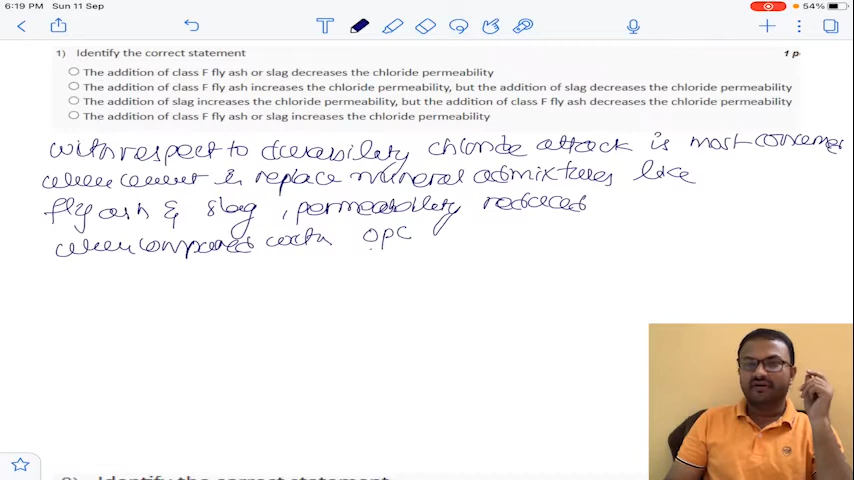 6:19 PM Sun 11 Sep
54%
1) Identify the correct statement
1 p
The addition of class F fly ash or slag decreases the chloride permeability
The addition of class F fly ash increases the chloride permeability, but the addition of slag decreases the chloride permeability
The addition of slag increases the chloride permeability, but the addition of class F fly ash decreases the chloride permeability
The addition of class F fly ash or slag increases the chloride permeability
with respect to durability chloride attack is most concerned
when cement is replace mineral admixtures like
fly ash & slag, permeability reduced
when compared with OPC
Identify the correct statement